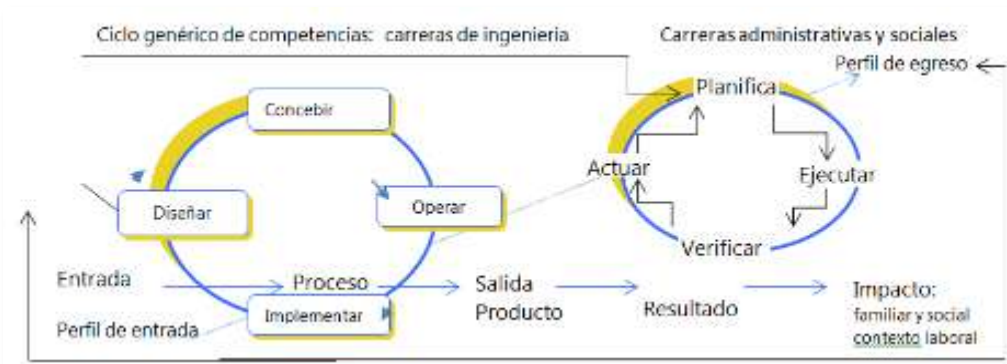 Ciclo genérico de competencias: carreras de ingenieria
Carreras administrativas y sociales
Perfil de egreso
Planifica
Concebir
Actuar
Ejecutar
Diseñar
Operar
Verificar
Entrada
Proceso
Salida
Producto
Resultado
Impacto:
familiar y social
contexto laboral
Implementar
Perfil de entrada